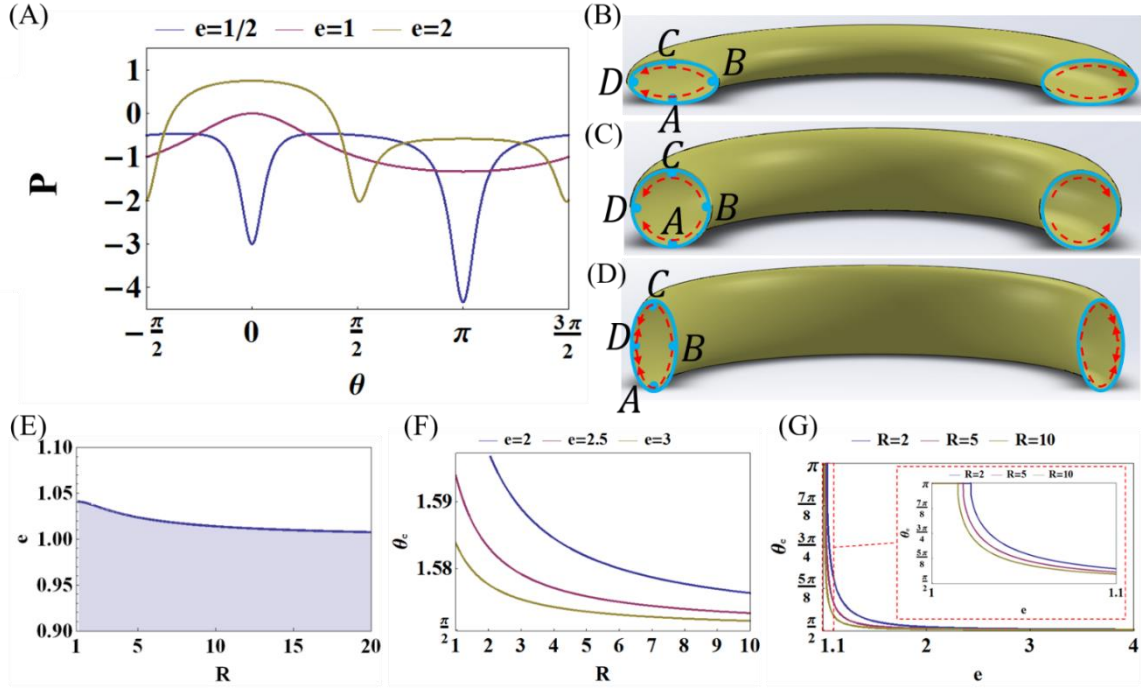 (A)
e=1/2 e=1 e=2
P
1
0
−1
−2
−3
−4
−π/2 0 π/2 π 3π/2
θ
(B)
C
D B
A
(C)
C
D B
A
(D)
C
D B
A
(E)
e
1.10
1.05
1.00
0.95
0.90
1 5 10 15 20
R
(F)
e=2 e=2.5 e=3
θc
1.59
1.58
π/2
1 2 3 4 5 6 7 8 9 10
R
(G)
R=2 R=5 R=10
θc
π
7π/8
3π/4
5π/8
π/2
1 1.1 2 3 4
e
R=2 R=5 R=10
θc
π
7π/8
3π/4
5π/8
π/2
1 1.1
e